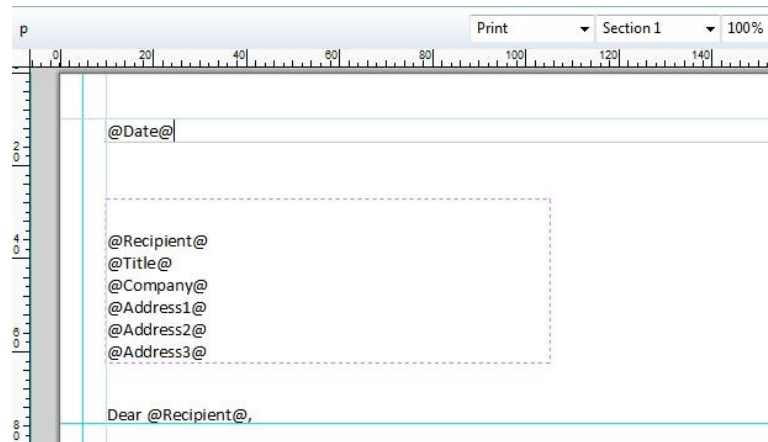 p
Print
Section 1
100%
0 20 40 60 80 100 120 140
@Date@
20
@Recipient@
40
@Title@
@Company@
@Address1@
@Address2@
60
@Address3@
Dear @Recipient@,
80